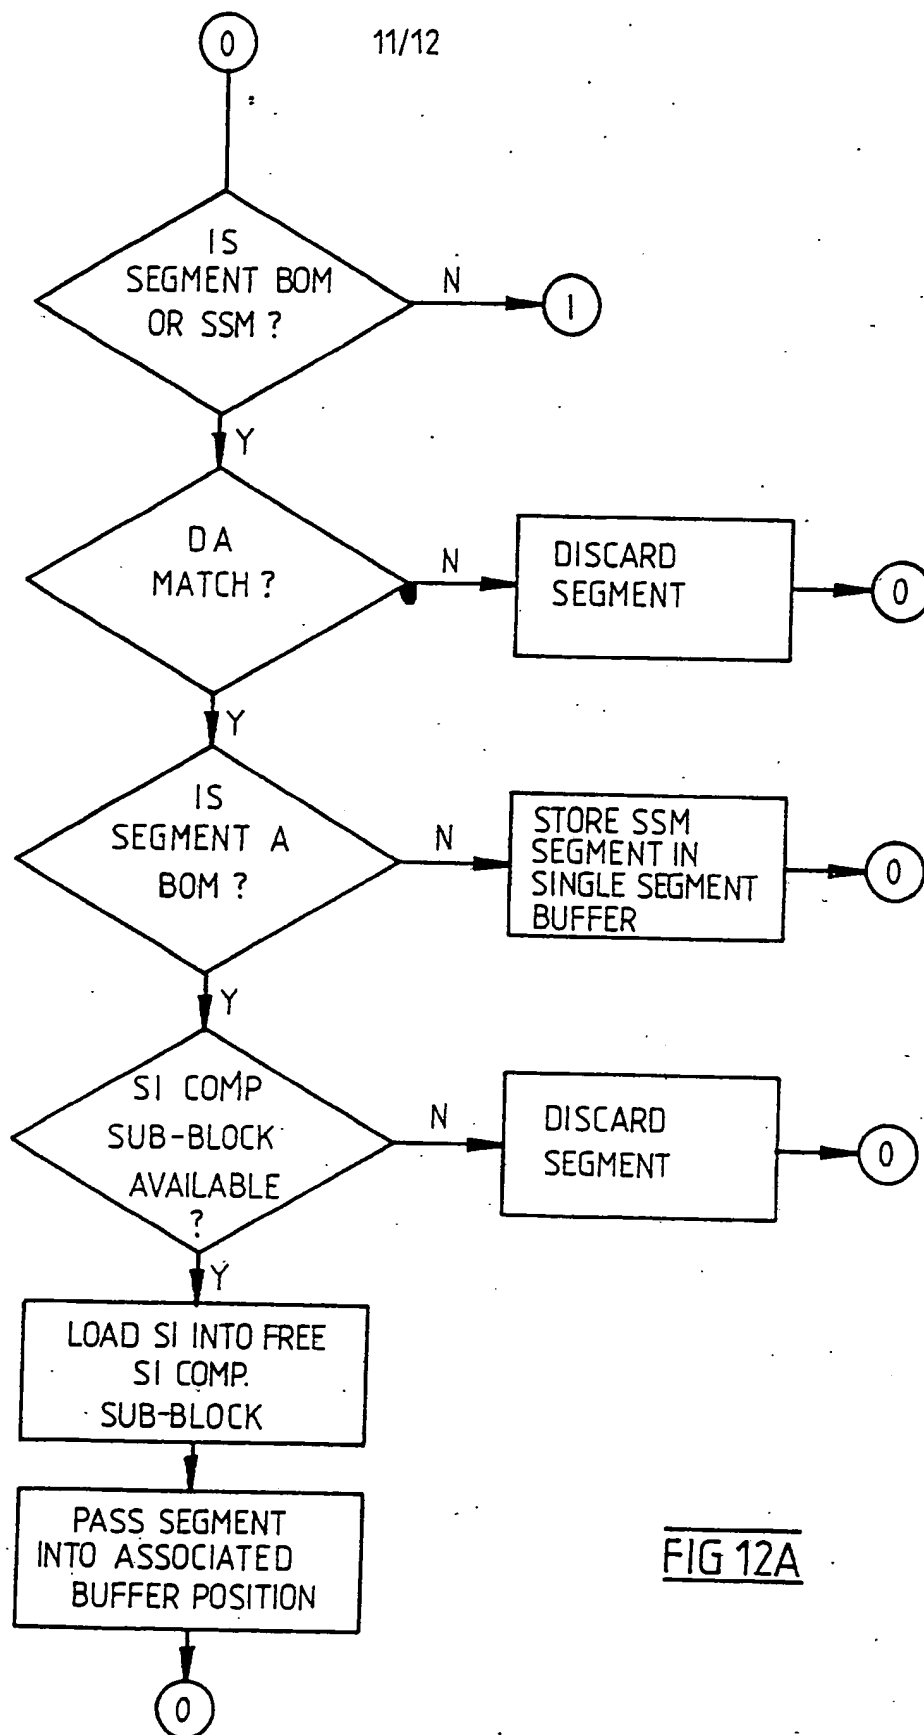 0
11/12
IS
SEGMENT BOM
OR SSM ?
N
1
Y
DA
MATCH ?
N
DISCARD
SEGMENT
0
Y
IS
SEGMENT A
BOM ?
N
STORE SSM
SEGMENT IN
SINGLE SEGMENT
BUFFER
0
Y
SI COMP
SUB-BLOCK
AVAILABLE
?
N
DISCARD
SEGMENT
0
Y
LOAD SI INTO FREE
SI COMP.
SUB-BLOCK
PASS SEGMENT
INTO ASSOCIATED
BUFFER POSITION
0
FIG 12A